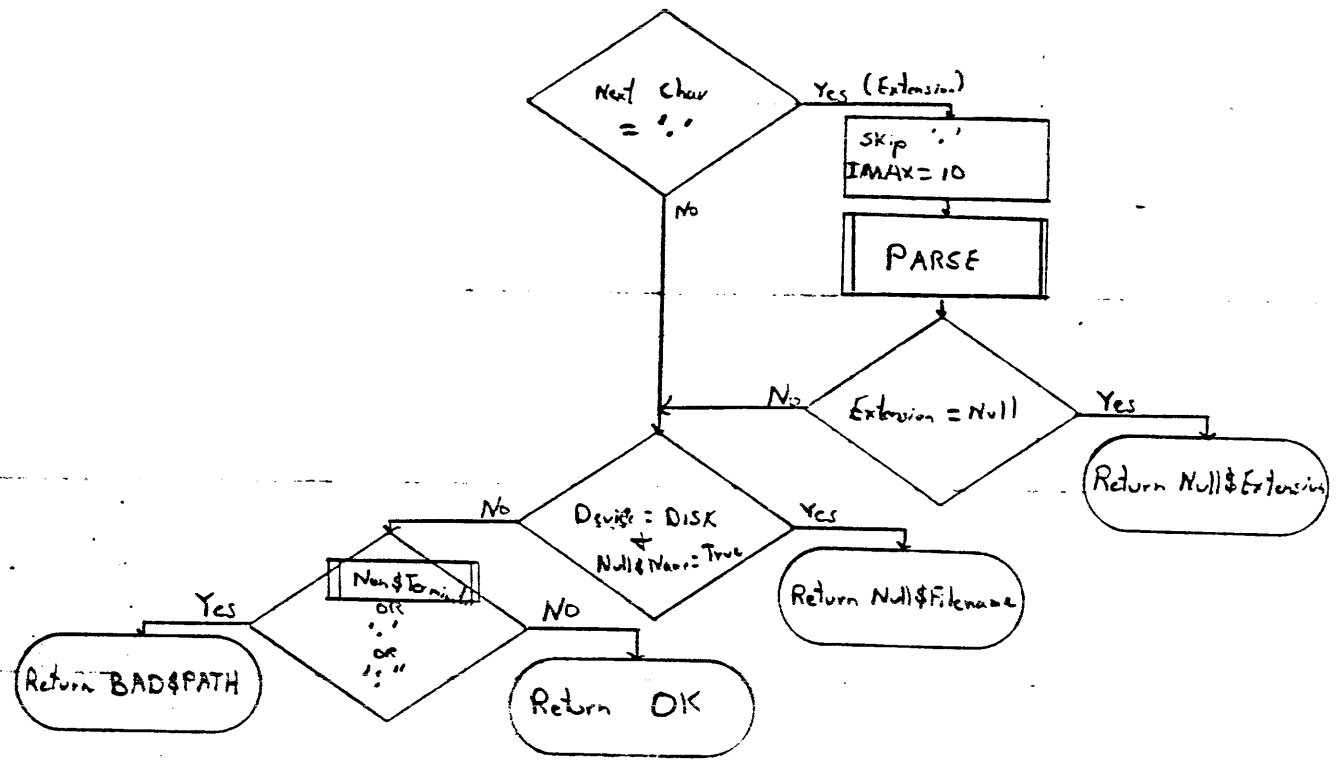 Next Char
= '.'
Yes (Extension)
Skip '.'
IMAX = 10
No
PARSE
Extension = Null
No
Yes
Return Null$Extension
Device = DISK
+
Null$Name = True
No
Yes
Return Null$Filename
Non$Terminal
OR
'.'
OR
':'
Yes
NO
Return BAD$PATH
Return OK